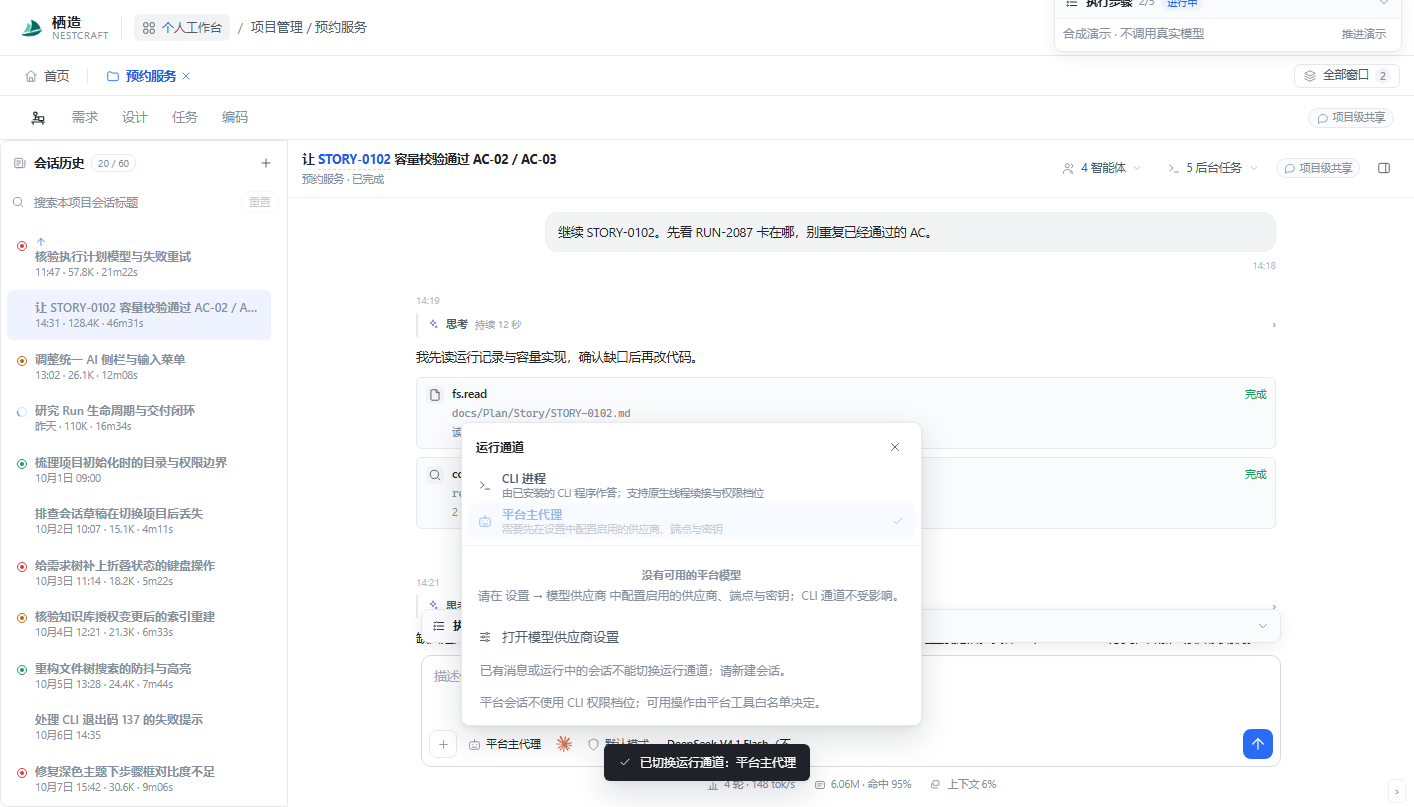 栖造
NESTCRAFT
个人工作台 / 项目管理 / 预约服务
执行步骤 2/5 进行中
合成演示 · 不调用真实模型 推进演示
首页 预约服务 ×
全部窗口 2
需求 设计 任务 编码
项目级共享
会话历史 20 / 60
搜索本项目会话标题 重置
核验执行计划模型与失败重试
11:47 · 57.8K · 21m22s
让 STORY-0102 容量校验通过 AC-02 / A...
14:31 · 128.4K · 46m31s
调整统一 AI 侧栏与输入菜单
13:02 · 26.1K · 12m08s
研究 Run 生命周期与交付闭环
昨天 · 110K · 16m34s
梳理项目初始化时的目录与权限边界
10月1日 09:00
排查会话草稿在切换项目后丢失
10月2日 10:07 · 15.1K · 4m11s
给需求树补上折叠状态的键盘操作
10月3日 11:14 · 18.2K · 5m22s
核验知识库授权变更后的索引重建
10月4日 12:21 · 21.3K · 6m33s
重构文件树搜索的防抖与高亮
10月5日 13:28 · 24.4K · 7m44s
处理 CLI 退出码 137 的失败提示
10月6日 14:35
修复深色主题下步骤框对比度不足
10月7日 15:42 · 30.6K · 9m06s
让 STORY-0102 容量校验通过 AC-02 / AC-03
预约服务 · 已完成
4 智能体 5 后台任务 项目级共享
继续 STORY-0102。先看 RUN-2087 卡在哪，别重复已经通过的 AC。
14:18
14:19
思考 持续 12 秒
我先读运行记录与容量实现，确认缺口后再改代码。
fs.read 完成
docs/Plan/Story/STORY-0102.md
完成
14:21
运行通道
CLI 进程
由已安装的 CLI 程序作答；支持原生线程续接与权限档位
平台主代理
需要先在设置中配置启用的供应商、端点与密钥
没有可用的平台模型
请在 设置 → 模型供应商 中配置启用的供应商、端点与密钥；CLI 通道不受影响。
打开模型供应商设置
已有消息或运行中的会话不能切换运行通道；请新建会话。
平台会话不使用 CLI 权限档位；可用操作由平台工具白名单决定。
平台主代理
已切换运行通道：平台主代理
4 轮 · 148 tok/s 6.06M · 命中 95% 上下文 6%